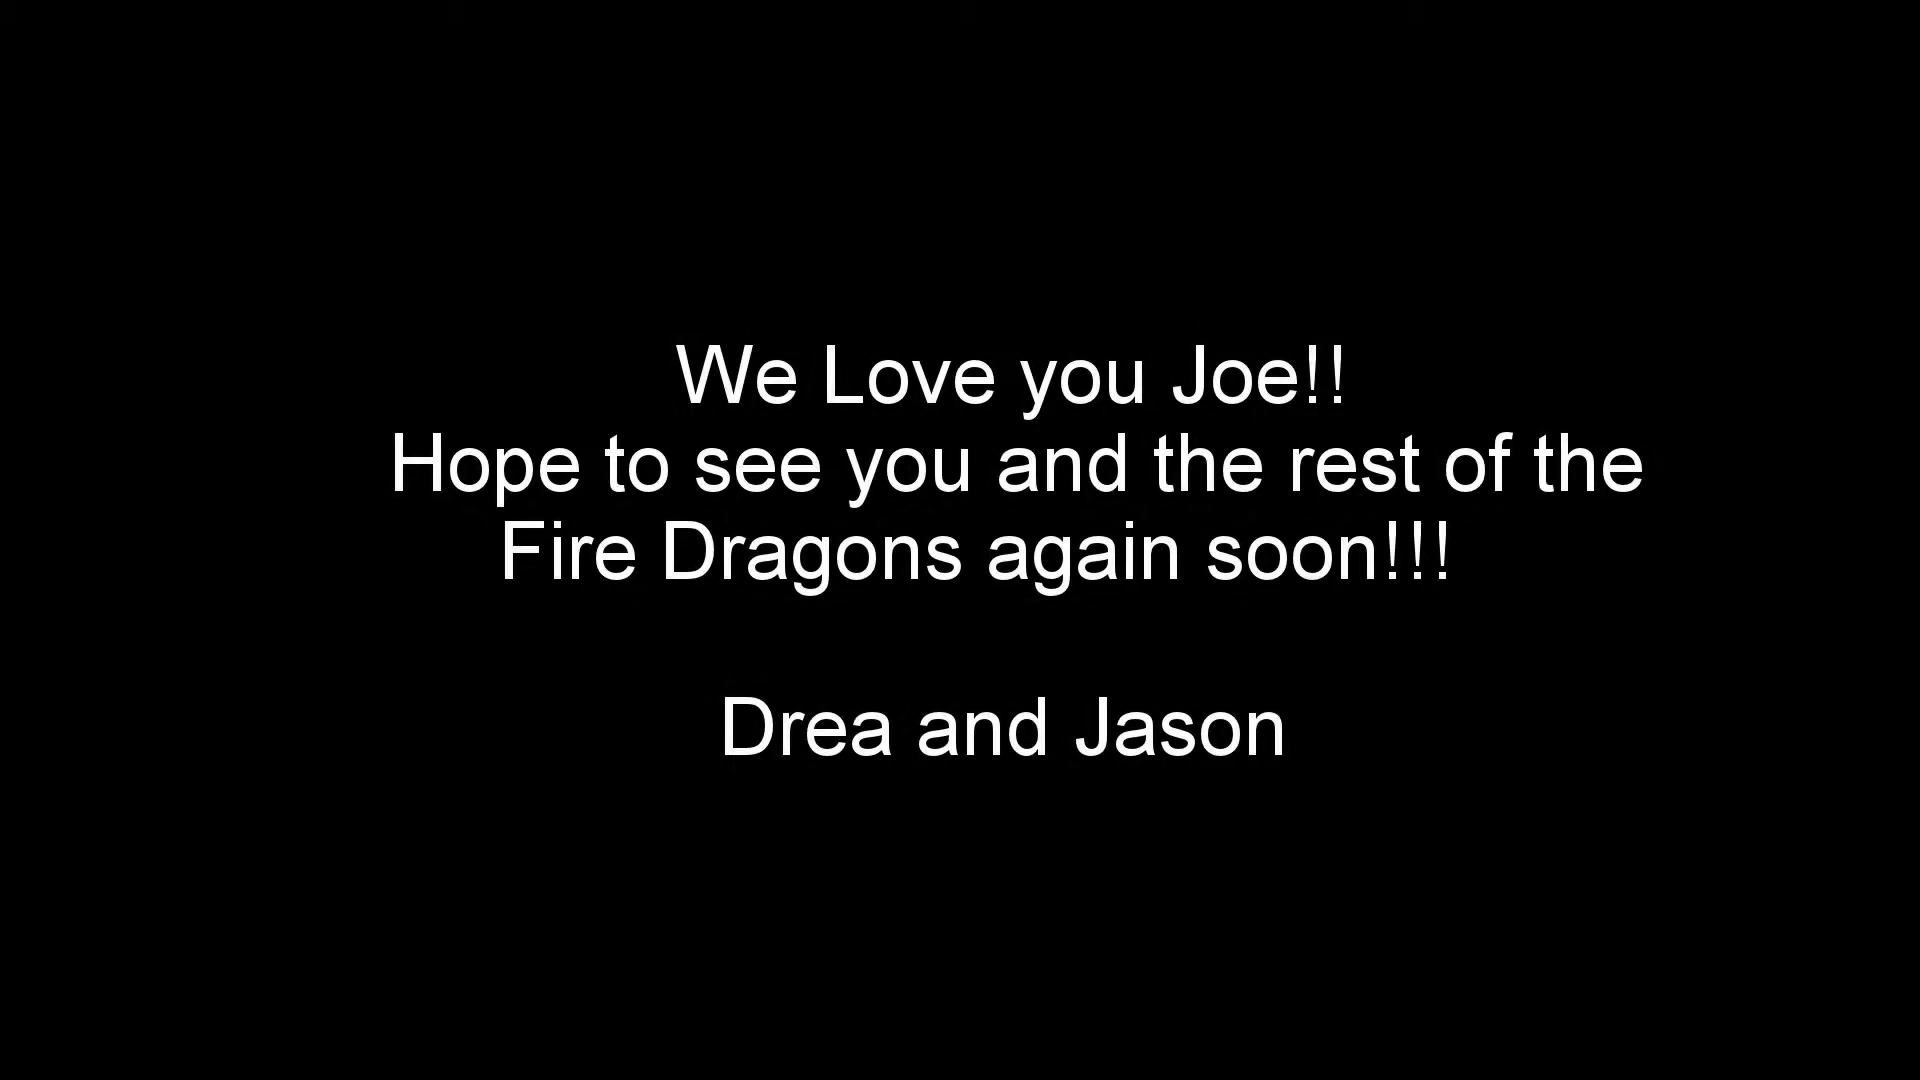 We Love you Joe!!
Hope to see you and the rest of the
Fire Dragons again soon!!!
Drea and Jason